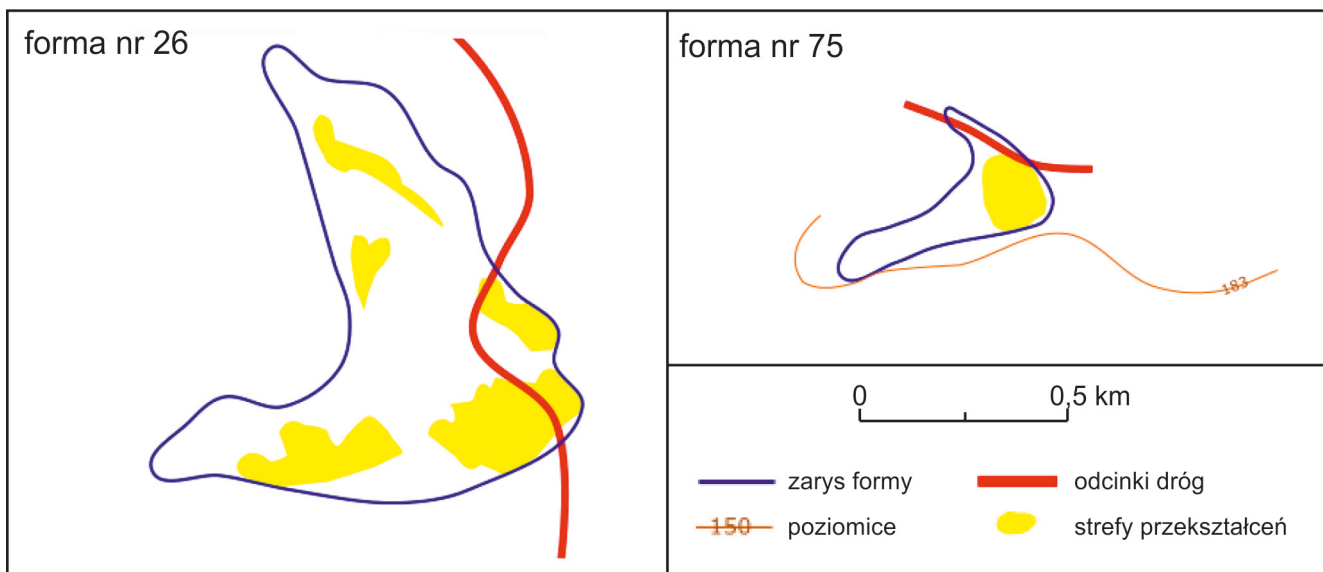 forma nr 26
forma nr 75
183
0 0,5 km
zarys formy
odcinki dróg
150 poziomice
strefy przekształceń